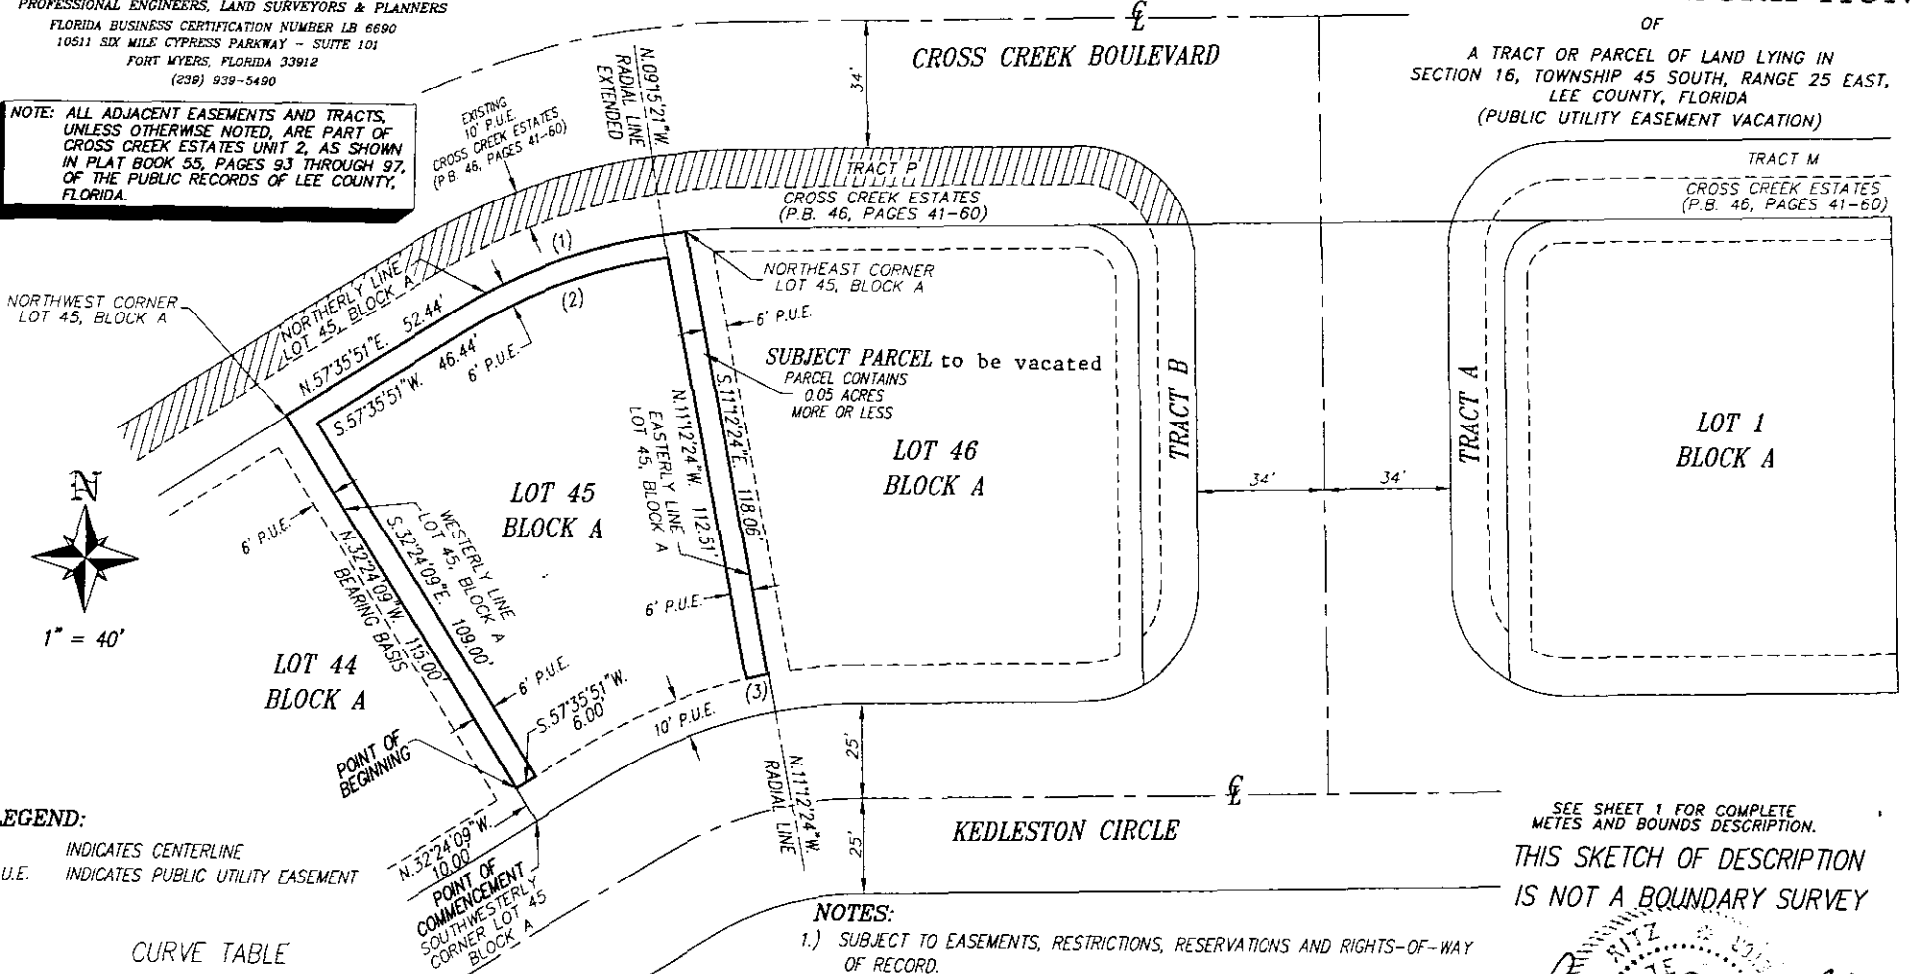 PROFESSIONAL ENGINEERS, LAND SURVEYORS & PLANNERS
FLORIDA BUSINESS CERTIFICATION NUMBER LB 6690
10511 SIX MILE CYPRESS PARKWAY - SUITE 101
FORT MYERS, FLORIDA 33912
(239) 939-5490
NOTE: ALL ADJACENT EASEMENTS AND TRACTS,
UNLESS OTHERWISE NOTED, ARE PART OF
CROSS CREEK ESTATES UNIT 2, AS SHOWN
IN PLAT BOOK 55, PAGES 93 THROUGH 97,
OF THE PUBLIC RECORDS OF LEE COUNTY,
FLORIDA.
OF
A TRACT OR PARCEL OF LAND LYING IN
SECTION 16, TOWNSHIP 45 SOUTH, RANGE 25 EAST,
LEE COUNTY, FLORIDA
(PUBLIC UTILITY EASEMENT VACATION)
CROSS CREEK BOULEVARD
34'
EXISTING
10' P.U.E.
CROSS CREEK ESTATES
(P.B. 46, PAGES 41-60)
N.09°15'21"W.
RADIAL LINE
EXTENDED
TRACT P
CROSS CREEK ESTATES
(P.B. 46, PAGES 41-60)
TRACT M
CROSS CREEK ESTATES
(P.B. 46, PAGES 41-60)
NORTHWEST CORNER
LOT 45, BLOCK A
NORTHERLY LINE
LOT 45, BLOCK A
N.57°35'51"E. 52.44'
S.57°35'51"W. 46.44'
6' P.U.E.
(1)
(2)
NORTHEAST CORNER
LOT 45, BLOCK A
6' P.U.E.
SUBJECT PARCEL to be vacated
PARCEL CONTAINS
0.05 ACRES
MORE OR LESS
S.11°12'24"E. 118.06'
N.11°12'24"W. 112.51'
EASTERLY LINE
LOT 45, BLOCK A
6' P.U.E.
LOT 46
BLOCK A
TRACT B
34'
34'
TRACT A
LOT 1
BLOCK A
N
1" = 40'
6' P.U.E.
LOT 45
BLOCK A
WESTERLY LINE
LOT 45, BLOCK A
S.32°24'09"E. 109.00'
N.32°24'09"W. 115.00'
BEARING BASIS
LOT 44
BLOCK A
6' P.U.E.
S.57°35'51"W.
6.00'
10' P.U.E.
(3)
POINT OF
BEGINNING
N.11°12'24"W.
RADIAL LINE
25'
25'
KEDLESTON CIRCLE
N.32°24'09"W.
10.00'
POINT OF
COMMENCEMENT
SOUTHWESTERLY
CORNER LOT 45
BLOCK A
EGEND:
INDICATES CENTERLINE
U.E. INDICATES PUBLIC UTILITY EASEMENT
CURVE TABLE
NOTES:
1.) SUBJECT TO EASEMENTS, RESTRICTIONS, RESERVATIONS AND RIGHTS-OF-WAY
OF RECORD.
SEE SHEET 1 FOR COMPLETE
METES AND BOUNDS DESCRIPTION.
THIS SKETCH OF DESCRIPTION
IS NOT A BOUNDARY SURVEY